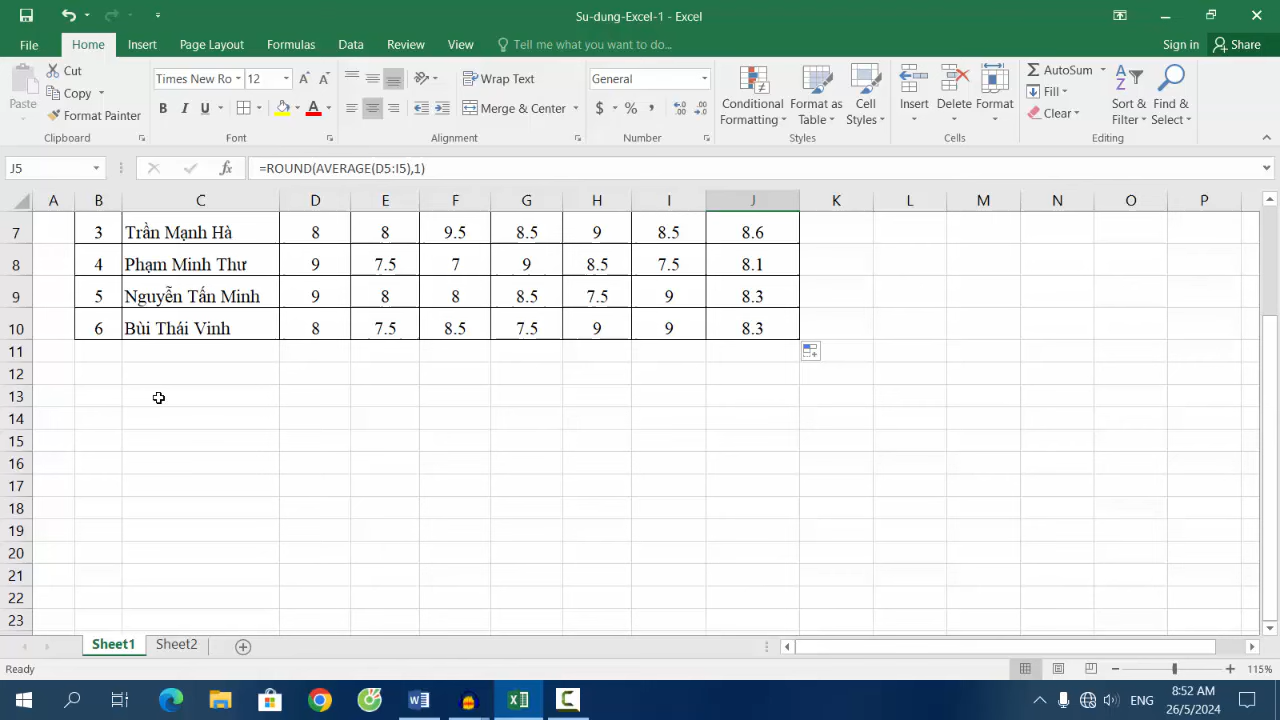 Su-dung-Excel-1 - Excel
File Home Insert Page Layout Formulas Data Review View Tell me what you want to do... Sign in Share
Paste Cut Copy Format Painter Clipboard
Times New Ro 12 A A B I U A Font
Wrap Text Merge & Center Alignment
General $ % , Number
Conditional Formatting Format as Table Cell Styles Styles
Insert Delete Format Cells
AutoSum Fill Clear Sort & Filter Find & Select Editing
J5 fx =ROUND(AVERAGE(D5:I5),1)
A B C D E F G H I J K L M N O P
7 3 Trần Mạnh Hà 8 8 9.5 8.5 9 8.5 8.6
8 4 Phạm Minh Thư 9 7.5 7 9 8.5 7.5 8.1
9 5 Nguyễn Tấn Minh 9 8 8 8.5 7.5 9 8.3
10 6 Bùi Thái Vinh 8 7.5 8.5 7.5 9 9 8.3
11
12
13
14
15
16
17
18
19
20
21
22
23
Sheet1 Sheet2
Ready 115%
ENG 8:52 AM
26/5/2024